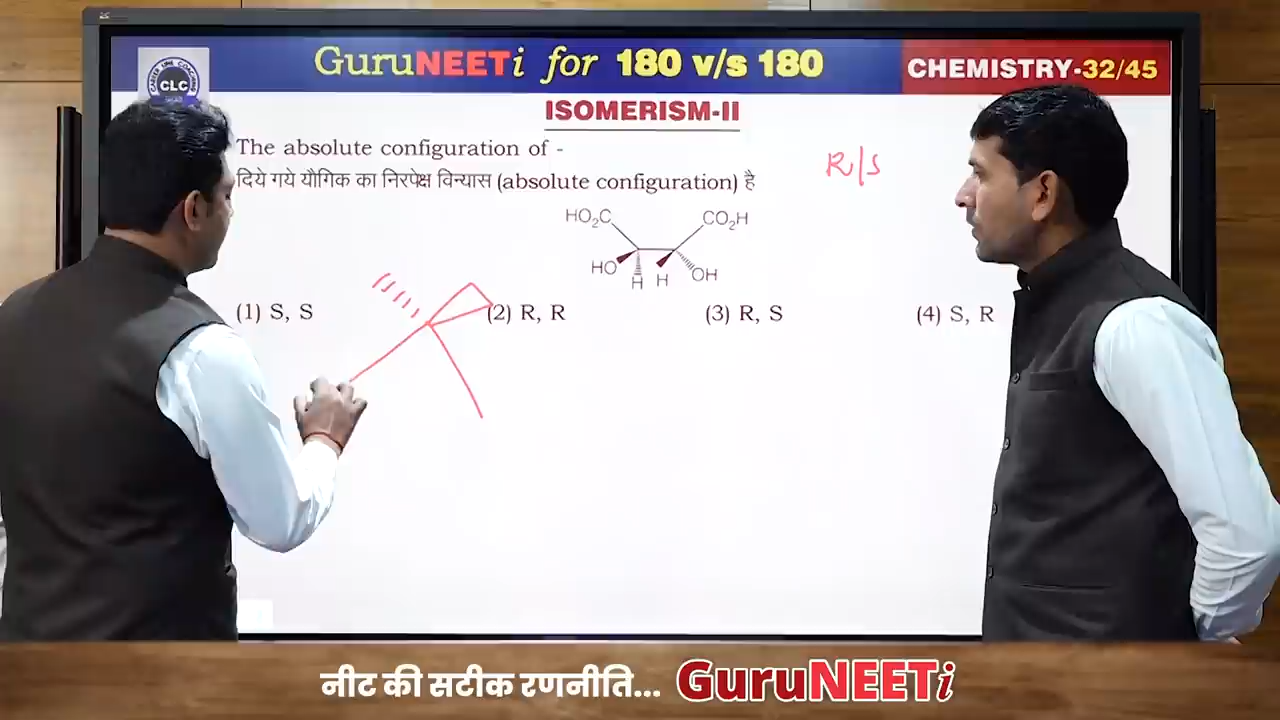 GuruNEETi for 180 v/s 180
CHEMISTRY-32/45
CLC
ISOMERISM-II
The absolute configuration of -
दिये गये यौगिक का निरपेक्ष विन्यास (absolute configuration) है
R/S
HO₂C CO₂H
HO H H OH
(1) S, S (2) R, R (3) R, S (4) S, R
नीट की सटीक रणनीति... GuruNEETi